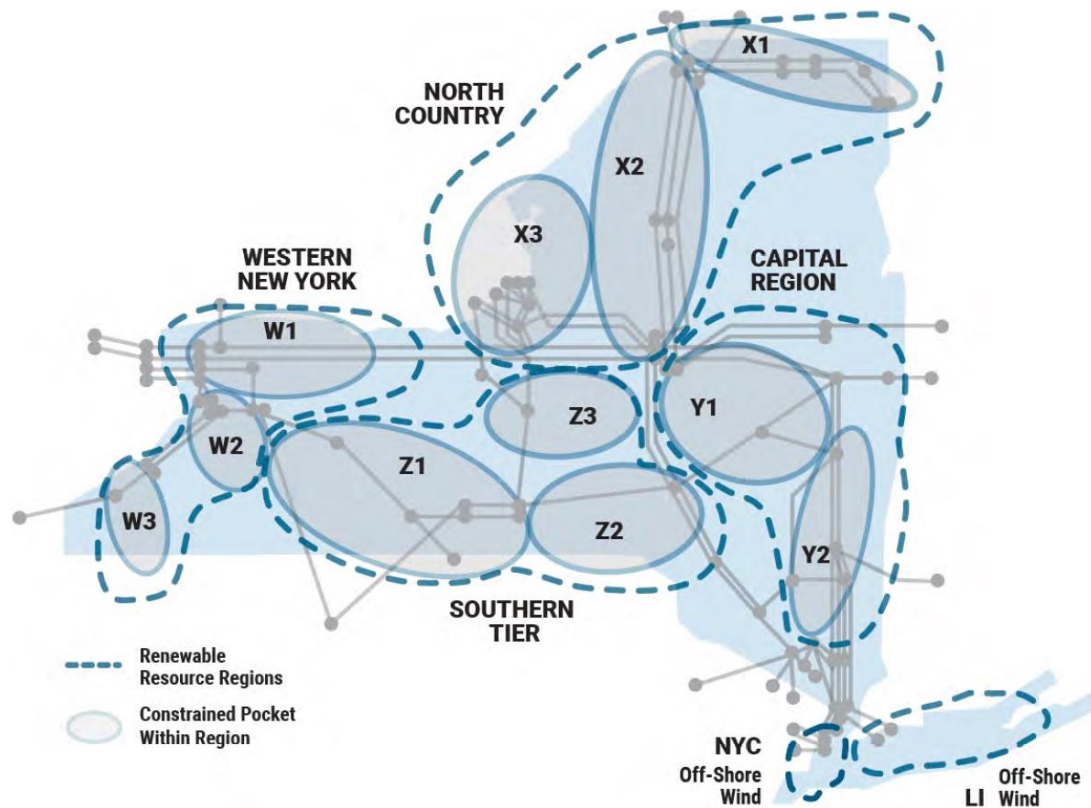 X1
NORTH
COUNTRY
X2
X3
WESTERN
NEW YORK
CAPITAL
REGION
W1
Z3
Y1
W2
Z1
W3
Z2
Y2
SOUTHERN
TIER
Renewable
Resource Regions
Constrained Pocket
Within Region
NYC
Off-Shore
Wind
LI
Off-Shore
Wind